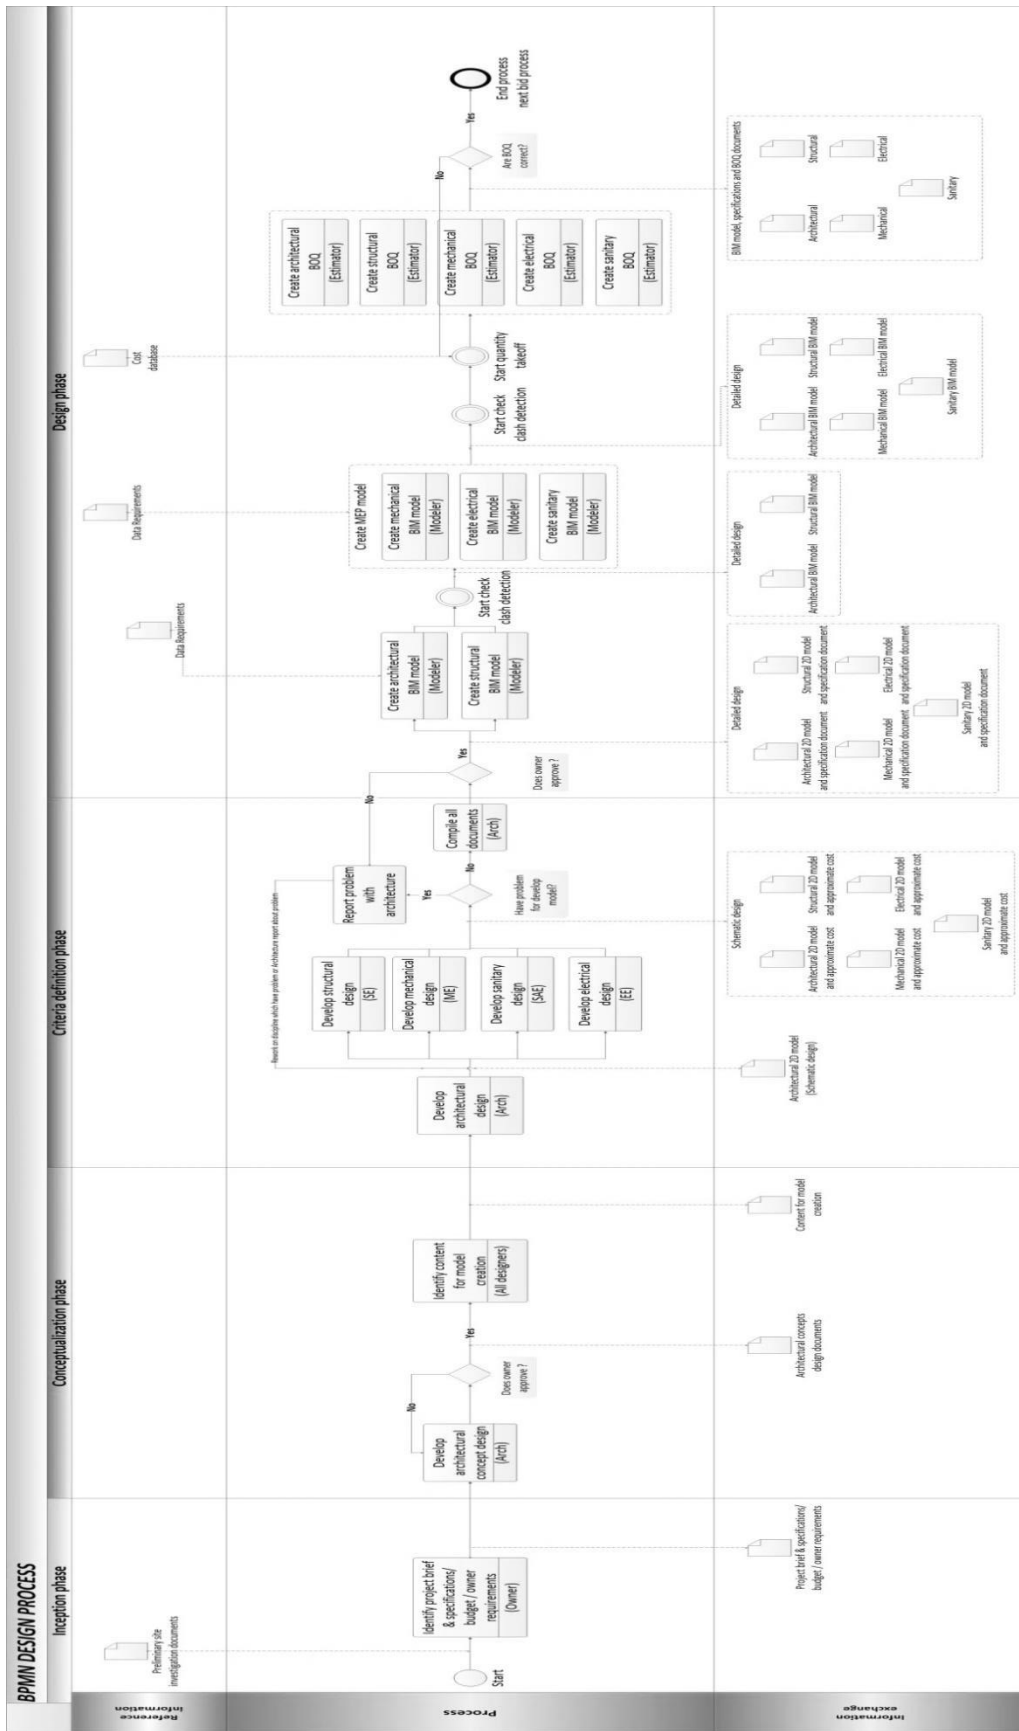 BPMN DESIGN PROCESS
Inception phase
Conceptualization phase
Criteria definition phase
Design phase
Reference
information
Preliminary site
investigation documents
Data Requirements
Data Requirements
Cost
database
Process
Start
Identify project brief
& specifications/
budget / owner
requirements
(Owner)
Develop
architectural
concept design
(Arch)
No
Does owner
approve ?
Yes
Identify content
for model
creation
(All designers)
Develop
architectural
design
(Arch)
Rework on discipline which have problem or Architecture report about problem
Develop structural
design
(SE)
Develop mechanical
design
(ME)
Develop sanitary
design
(SAE)
Develop electrical
design
(EE)
Report problem
with
architecture
Yes
Have problem
for develop
model?
No
Compile all
documents
(Arch)
No
Does owner
approve ?
Yes
Create architectural
BIM model
(Modeler)
Create structural
BIM model
(Modeler)
Start check
clash detection
Create MEP model
Create mechanical
BIM model
(Modeler)
Create electrical
BIM model
(Modeler)
Create sanitary
BIM model
(Modeler)
Start check
clash detection
Start quantity
takeoff
Create architectural
BOQ
(Estimator)
Create structural
BOQ
(Estimator)
Create mechanical
BOQ
(Estimator)
Create electrical
BOQ
(Estimator)
Create sanitary
BOQ
(Estimator)
No
Are BOQ
correct?
Yes
End process
next bid process
Information
exchange
Project brief & specifications/
budget / owner requirements
Architectural concepts
design documents
Content for model
creation
Architectural 2D model
(Schematic design)
Schematic design
Architectural 2D model
and approximate cost
Structural 2D model
and approximate cost
Mechanical 2D model
and approximate cost
Electrical 2D model
and approximate cost
Sanitary 2D model
and approximate cost
Detailed design
Architectural 2D model
and specification document
Structural 2D model
and specification document
Mechanical 2D model
and specification document
Electrical 2D model
and specification document
Sanitary 2D model
and specification document
Detailed design
Architectural BIM model
Structural BIM model
Detailed design
Architectural BIM model
Structural BIM model
Mechanical BIM model
Electrical BIM model
Sanitary BIM model
BIM model, specifications and BOQ documents
Architectural
Structural
Mechanical
Electrical
Sanitary